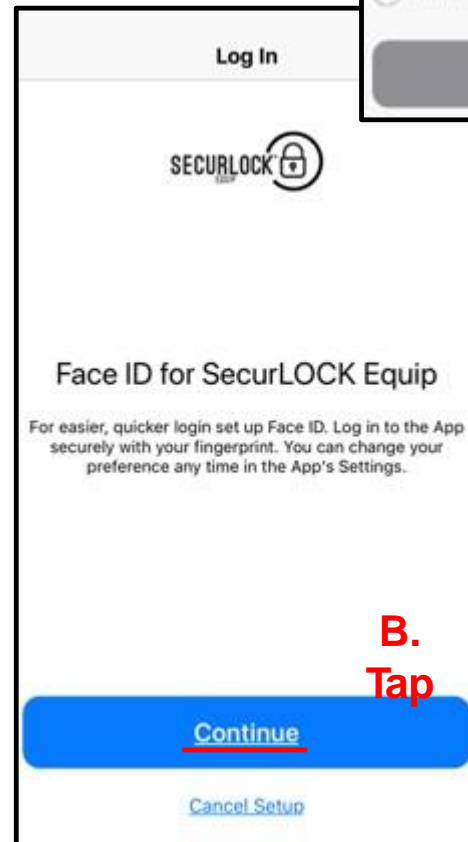 Log In
SECURLOCK
EQUIP
Face ID for SecurLOCK Equip
For easier, quicker login set up Face ID. Log in to the App
securely with your fingerprint. You can change your
preference any time in the App's Settings.
B.
Tap
Continue
Cancel Setup